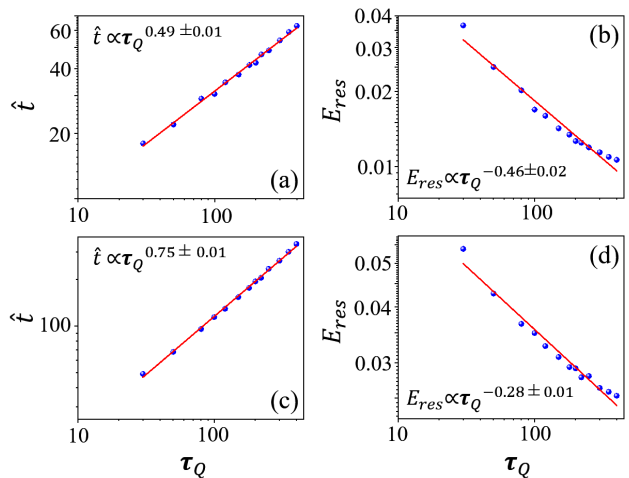 t̂ ∝τ_Q^0.49 ±0.01
60
40
20
t̂
(a)
10
100
(b)
0.04
0.03
0.02
0.01
E_res
E_res∝τ_Q^−0.46±0.02
10
100
t̂ ∝τ_Q^0.75 ± 0.01
100
t̂
(c)
10
100
τ_Q
(d)
0.05
0.04
0.03
E_res
E_res∝τ_Q^−0.28 ± 0.01
10
100
τ_Q